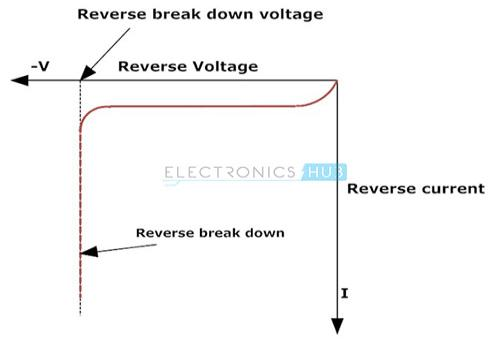 Reverse break down voltage
-V
Reverse Voltage
ELECTRONICS HUB
Reverse current
Reverse break down
I